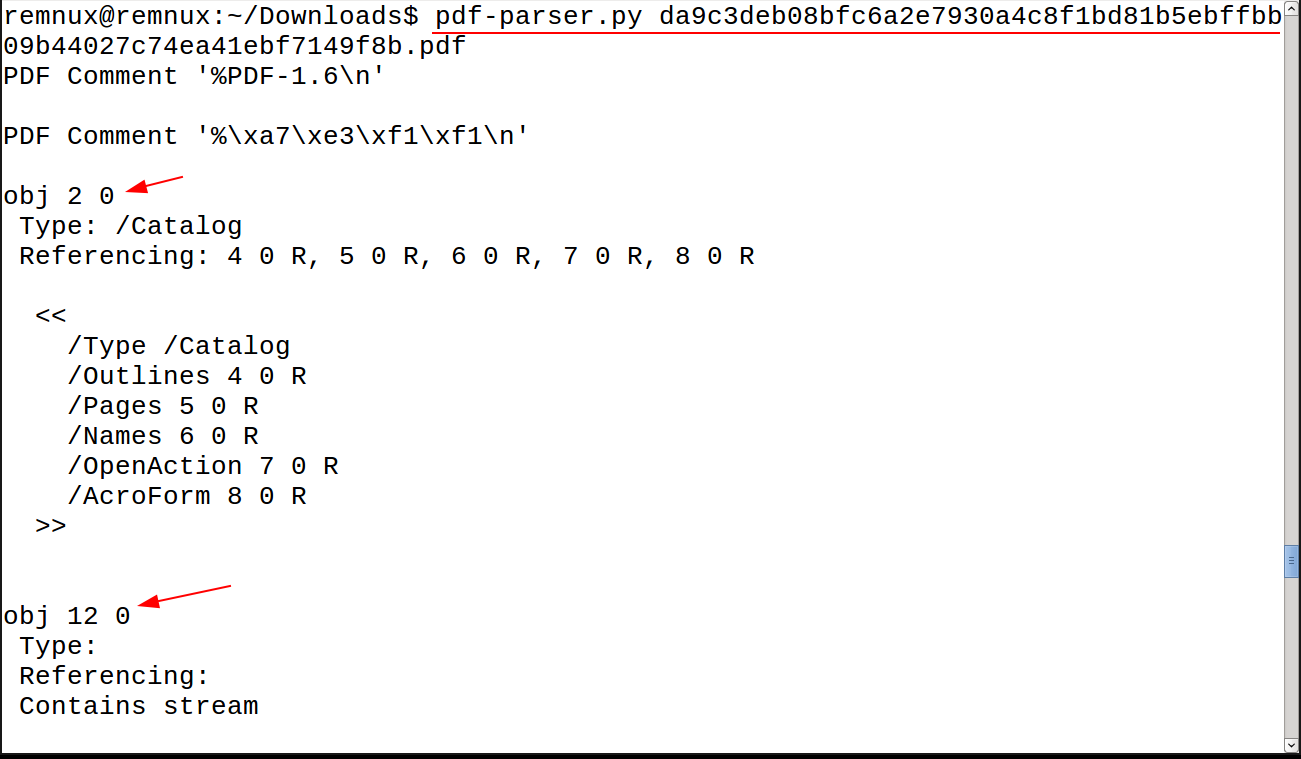 remnux@remnux:~/Downloads$ pdf-parser.py da9c3deb08bfc6a2e7930a4c8f1bd81b5ebffbb
09b44027c74ea41ebf7149f8b.pdf
PDF Comment '%PDF-1.6\n'
PDF Comment '%\xa7\xe3\xf1\xf1\n'
obj 2 0
Type: /Catalog
Referencing: 4 0 R, 5 0 R, 6 0 R, 7 0 R, 8 0 R
<<
/Type /Catalog
/Outlines 4 0 R
/Pages 5 0 R
/Names 6 0 R
/OpenAction 7 0 R
/AcroForm 8 0 R
>>
obj 12 0
Type:
Referencing:
Contains stream